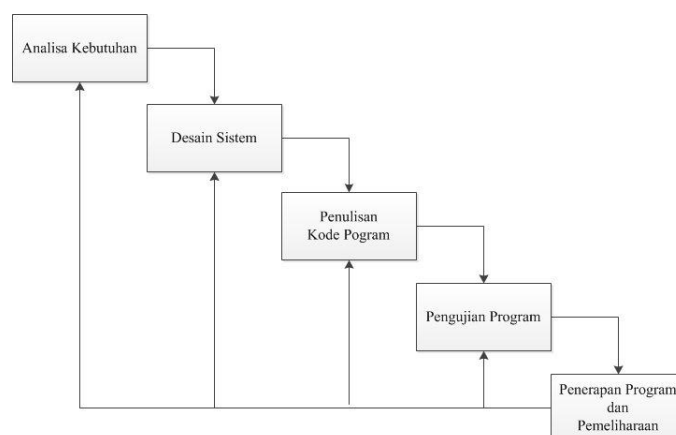 Analisa Kebutuhan
Desain Sistem
Penulisan
Kode Pogram
Pengujian Program
Penerapan Program
dan
Pemeliharaan